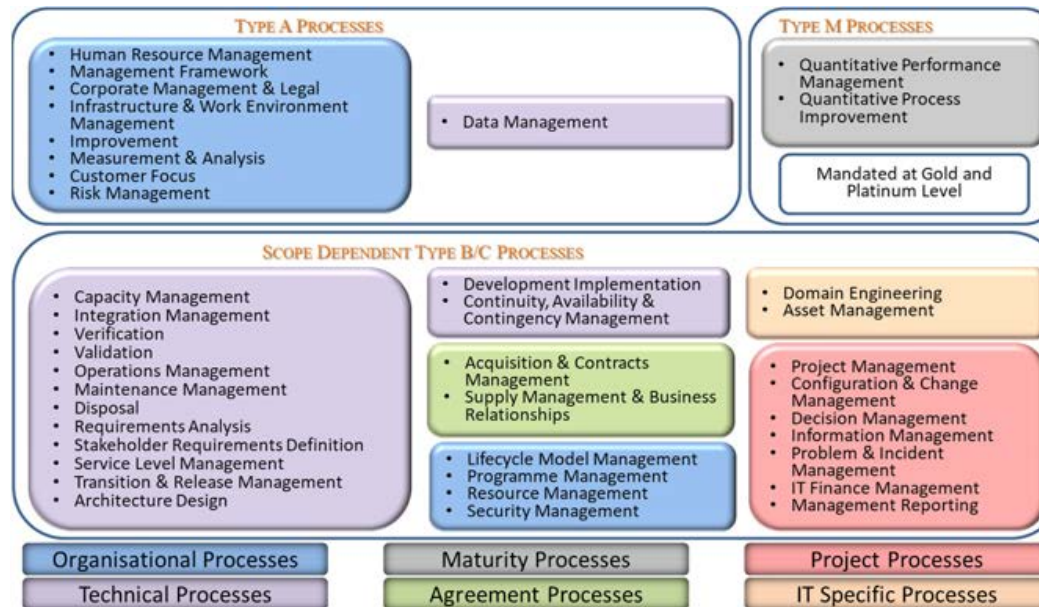 TYPE A PROCESSES
• Human Resource Management
• Management Framework
• Corporate Management & Legal
• Infrastructure & Work Environment
Management
• Improvement
• Measurement & Analysis
• Customer Focus
• Risk Management
• Data Management
TYPE M PROCESSES
• Quantitative Performance
Management
• Quantitative Process
Improvement
Mandated at Gold and
Platinum Level
SCOPE DEPENDENT TYPE B/C PROCESSES
• Capacity Management
• Integration Management
• Verification
• Validation
• Operations Management
• Maintenance Management
• Disposal
• Requirements Analysis
• Stakeholder Requirements Definition
• Service Level Management
• Transition & Release Management
• Architecture Design
• Development Implementation
• Continuity, Availability &
Contingency Management
• Acquisition & Contracts
Management
• Supply Management & Business
Relationships
• Lifecycle Model Management
• Programme Management
• Resource Management
• Security Management
• Domain Engineering
• Asset Management
• Project Management
• Configuration & Change
Management
• Decision Management
• Information Management
• Problem & Incident
Management
• IT Finance Management
• Management Reporting
Organisational Processes
Maturity Processes
Project Processes
Technical Processes
Agreement Processes
IT Specific Processes